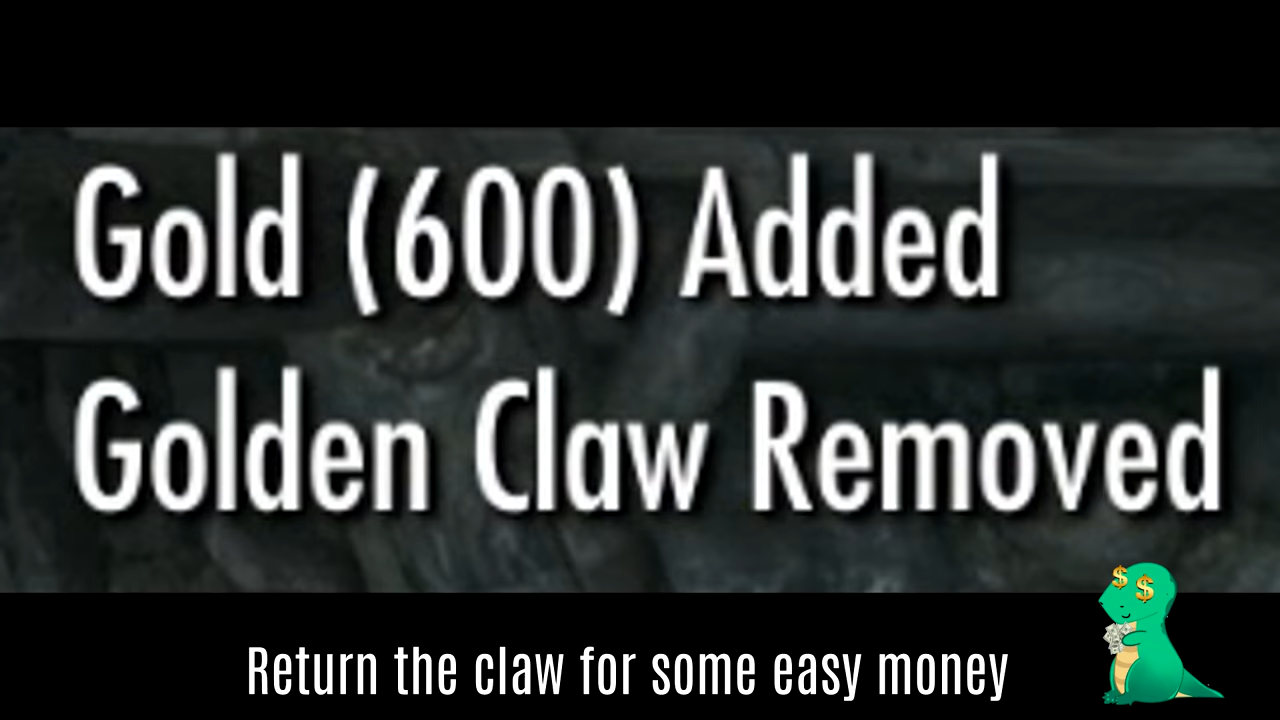 Gold (600) Added
Golden Claw Removed
$ $
Return the claw for some easy money